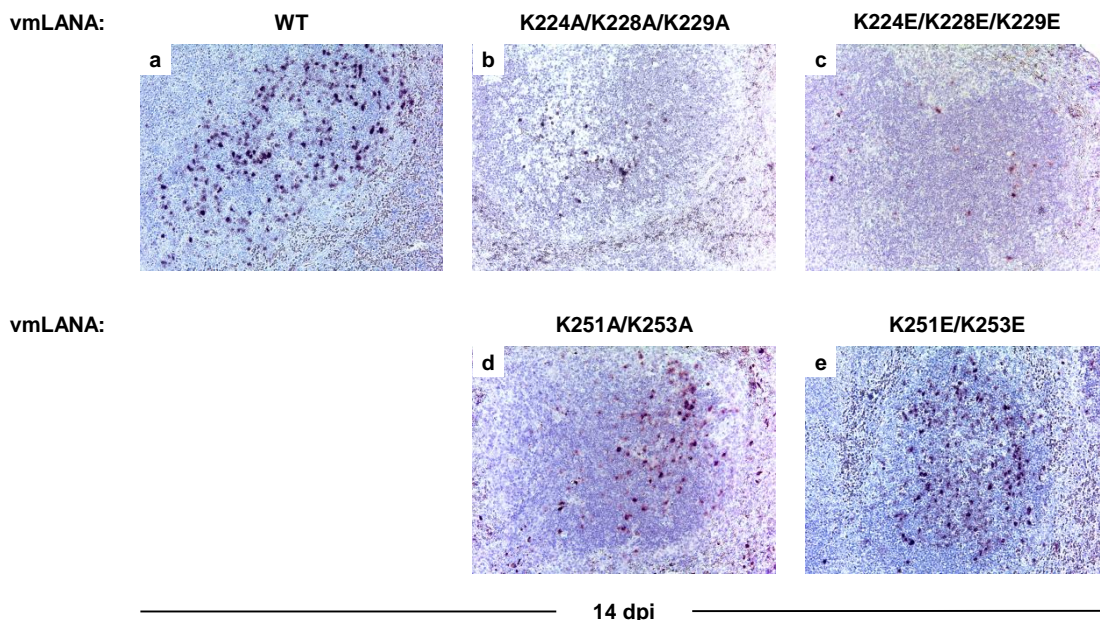 vmLANA: WT K224A/K228A/K229A K224E/K228E/K229E
a b c
vmLANA: K251A/K253A K251E/K253E
d e
14 dpi